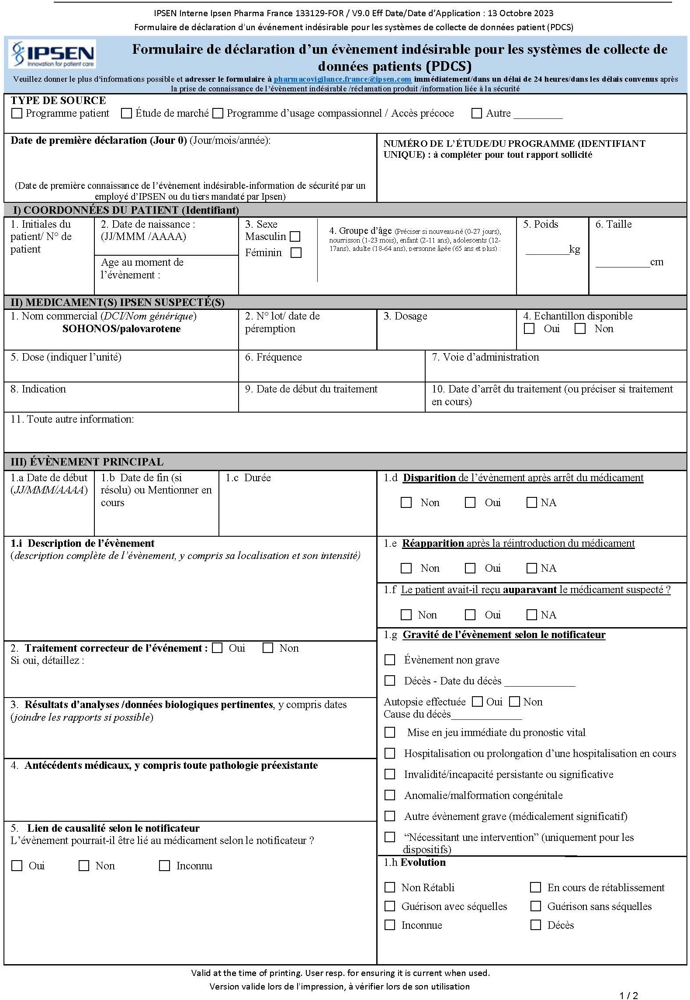 IPSEN Interne Ipsen Pharma France 133129-FOR / V9.0 Eff Date/Date d’Application : 13 Octobre 2023
Formulaire de déclaration d'un événement indésirable pour les systèmes de collecte de données patient (PDCS)
IPSEN
Innovation for patient care
Formulaire de déclaration d’un évènement indésirable pour les systèmes de collecte de
données patients (PDCS)
Veuillez donner le plus d’informations possible et adresser le formulaire à pharmacovigilance.france@ipsen.com immédiatement/dans un délai de 24 heures/dans les délais convenus après
la prise de connaissance de l’évènement indésirable /réclamation produit /information liée à la sécurité
TYPE DE SOURCE
☐ Programme patient ☐ Étude de marché ☐ Programme d’usage compassionnel / Accès précoce ☐ Autre _________
Date de première déclaration (Jour 0) (Jour/mois/année):
(Date de première connaissance de l’évènement indésirable-information de sécurité par un
employé d’IPSEN ou du tiers mandaté par Ipsen)
NUMÉRO DE L’ÉTUDE/DU PROGRAMME (IDENTIFIANT
UNIQUE) : à compléter pour tout rapport sollicité
I) COORDONNÉES DU PATIENT (Identifiant)
1. Initiales du
patient/ N° de
patient
2. Date de naissance :
(JJ/MMM /AAAA)
Age au moment de
l’évènement :
3. Sexe
Masculin ☐
Féminin ☐
4. Groupe d’âge (Préciser si nouveau-né (0-27 jours),
nourrisson (1-23 mois), enfant (2-11 ans), adolescents (12-
17ans), adulte (18-64 ans), personne âgée (65 ans et plus) :
5. Poids
________kg
6. Taille
__________cm
II) MEDICAMENT(S) IPSEN SUSPECTÉ(S)
1. Nom commercial (DCI/Nom générique)
SOHONOS/palovarotene
2. N° lot/ date de
péremption
3. Dosage
4. Echantillon disponible
☐ Oui ☐ Non
5. Dose (indiquer l’unité)
6. Fréquence
7. Voie d’administration
8. Indication
9. Date de début du traitement
10. Date d’arrêt du traitement (ou préciser si traitement
en cours)
11. Toute autre information:
III) ÉVÈNEMENT PRINCIPAL
1.a Date de début
(JJ/MMM/AAAA)
1.b Date de fin (si
résolu) ou Mentionner en
cours
1.c Durée
1.d Disparition de l’évènement après arrêt du médicament
☐ Non ☐ Oui ☐ NA
1.i Description de l’évènement
(description complète de l’évènement, y compris sa localisation et son intensité)
1.e Réapparition après la réintroduction du médicament
☐ Non ☐ Oui ☐ NA
1.f Le patient avait-il reçu auparavant le médicament suspecté ?
☐ Non ☐ Oui ☐ NA
1.g Gravité de l’évènement selon le notificateur
☐ Évènement non grave
☐ Décès - Date du décès _____________
Autopsie effectuée ☐ Oui ☐ Non
Cause du décès_____________
☐ Mise en jeu immédiate du pronostic vital
☐ Hospitalisation ou prolongation d’une hospitalisation en cours
☐ Invalidité/incapacité persistante ou significative
☐ Anomalie/malformation congénitale
☐ Autre évènement grave (médicalement significatif)
☐ “Nécessitant une intervention” (uniquement pour les
dispositifs)
2. Traitement correcteur de l’événement : ☐ Oui ☐ Non
Si oui, détaillez :
3. Résultats d’analyses /données biologiques pertinentes, y compris dates
(joindre les rapports si possible)
4. Antécédents médicaux, y compris toute pathologie préexistante
5. Lien de causalité selon le notificateur
L’évènement pourrait-il être lié au médicament selon le notificateur ?
☐ Oui ☐ Non ☐ Inconnu
1.h Evolution
☐ Non Rétabli ☐ En cours de rétablissement
☐ Guérison avec séquelles ☐ Guérison sans séquelles
☐ Inconnue ☐ Décès
Valid at the time of printing. User resp. for ensuring it is current when used.
Version valide lors de l'impression, à vérifier lors de son utilisation
1 / 2